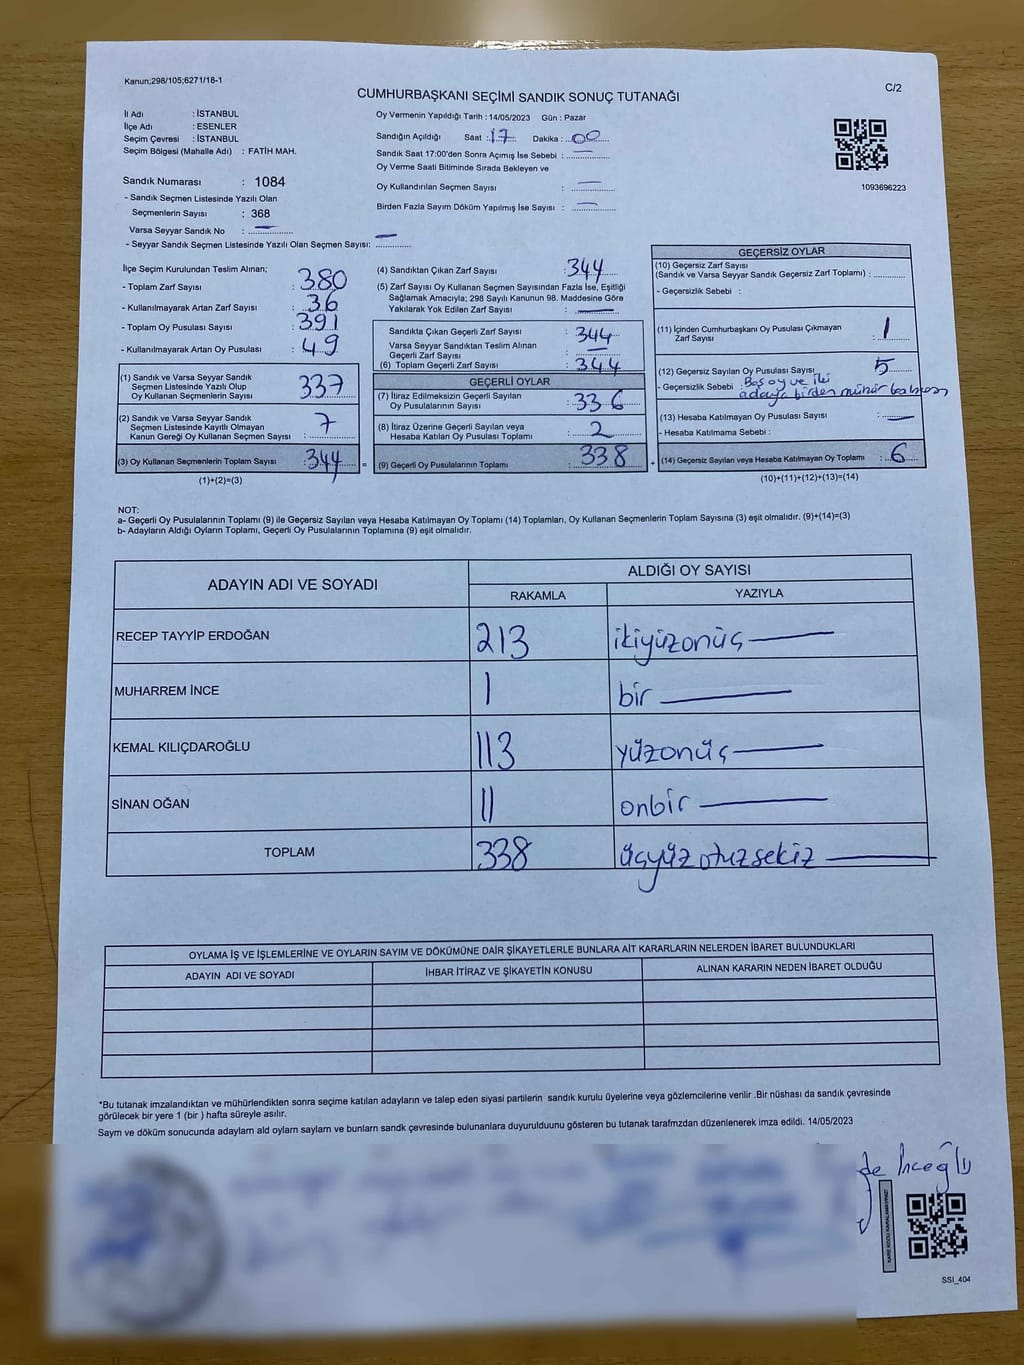 Kanun;298/105;6271/18-1
C/2
CUMHURBAŞKANI SEÇİMİ SANDIK SONUÇ TUTANAĞI
İl Adı : İSTANBUL
İlçe Adı : ESENLER
Seçim Çevresi : İSTANBUL
Seçim Bölgesi (Mahalle Adı) : FATİH MAH.
Oy Vermenin Yapıldığı Tarih : 14/05/2023 Gün : Pazar
Sandığın Açıldığı Saat : 17 Dakika : 00
Sandık Saat 17:00'den Sonra Açımış İse Sebebi : —
Oy Verme Saati Bitiminde Sırada Bekleyen ve
Oy Kullandırılan Seçmen Sayısı : —
Birden Fazla Sayım Döküm Yapılmış İse Sayısı : —
1093696223
Sandık Numarası : 1084
- Sandık Seçmen Listesinde Yazılı Olan
Seçmenlerin Sayısı : 368
Varsa Seyyar Sandık No : —
- Seyyar Sandık Seçmen Listesinde Yazılı Olan Seçmen Sayısı: —
İlçe Seçim Kurulundan Teslim Alınan;
- Toplam Zarf Sayısı : 380
- Kullanılmayarak Artan Zarf Sayısı : 36
- Toplam Oy Pusulası Sayısı : 391
- Kullanılmayarak Artan Oy Pusulası : 49
(1) Sandık ve Varsa Seyyar Sandık
Seçmen Listesinde Yazılı Olup
Oy Kullanan Seçmenlerin Sayısı : 337
(2) Sandık ve Varsa Seyyar Sandık
Seçmen Listesinde Kayıtlı Olmayan
Kanun Gereği Oy Kullanan Seçmen Sayısı : 7
(3) Oy Kullanan Seçmenlerin Toplam Sayısı : 344
(1)+(2)=(3)
(4) Sandıktan Çıkan Zarf Sayısı : 344
(5) Zarf Sayısı Oy Kullanan Seçmen Sayısından Fazla İse, Eşitliği
Sağlamak Amacıyla; 298 Sayılı Kanunun 98. Maddesine Göre
Yakılarak Yok Edilen Zarf Sayısı : —
Sandıkta Çıkan Geçerli Zarf Sayısı : 344
Varsa Seyyar Sandıktan Teslim Alınan
Geçerli Zarf Sayısı : —
(6) Toplam Geçerli Zarf Sayısı : 344
GEÇERLİ OYLAR
(7) İtiraz Edilmeksizin Geçerli Sayılan
Oy Pusulalarının Sayısı : 336
(8) İtiraz Üzerine Geçerli Sayılan veya
Hesaba Katılan Oy Pusulası Toplamı : 2
= (9) Geçerli Oy Pusulalarının Toplamı : 338
GEÇERSİZ OYLAR
(10) Geçersiz Zarf Sayısı
(Sandık ve Varsa Seyyar Sandık Geçersiz Zarf Toplamı) :
- Geçersizlik Sebebi :
(11) İçinden Cumhurbaşkanı Oy Pusulası Çıkmayan
Zarf Sayısı : 1
(12) Geçersiz Sayılan Oy Pusulası Sayısı : 5
- Geçersizlik Sebebi : Boş oy ve iki
adaya birden mühür basılması
(13) Hesaba Katılmayan Oy Pusulası Sayısı : —
- Hesaba Katılmama Sebebi :
+ (14) Geçersiz Sayılan veya Hesaba Katılmayan Oy Toplamı : 6
(10)+(11)+(12)+(13)=(14)
NOT:
a- Geçerli Oy Pusulalarının Toplamı (9) ile Geçersiz Sayılan veya Hesaba Katılmayan Oy Toplamı (14) Toplamları, Oy Kullanan Seçmenlerin Toplam Sayısına (3) eşit olmalıdır. (9)+(14)=(3)
b- Adayların Aldığı Oyların Toplamı, Geçerli Oy Pusulalarının Toplamına (9) eşit olmalıdır.
ADAYIN ADI VE SOYADI
ALDIĞI OY SAYISI
RAKAMLA YAZIYLA
RECEP TAYYİP ERDOĞAN 213 ikiyüzonüç
MUHARREM İNCE 1 bir
KEMAL KILIÇDAROĞLU 113 yüzonüç
SİNAN OĞAN 11 onbir
TOPLAM 338 üçyüzotuzsekiz
OYLAMA İŞ VE İŞLEMLERİNE VE OYLARIN SAYIM VE DÖKÜMÜNE DAİR ŞİKAYETLERLE BUNLARA AİT KARARLARIN NELERDEN İBARET BULUNDUKLARI
ADAYIN ADI VE SOYADI İHBAR İTİRAZ VE ŞİKAYETİN KONUSU ALINAN KARARIN NEDEN İBARET OLDUĞU
*Bu tutanak imzalandıktan ve mühürlendikten sonra seçime katılan adayların ve talep eden siyasi partilerin sandık kurulu üyelerine veya gözlemcilerine verilir .Bir nüshası da sandık çevresinde
görülecek bir yere 1 (bir ) hafta süreyle asılır.
Sayım ve döküm sonucunda adayların ald oyların sayların ve bunların sandk çevresinde bulunanlara duyurulduunu gösteren bu tutanak tarafmzdan düzenlenerek imza edildi. 14/05/2023
de İnceoğlu
SSI_404